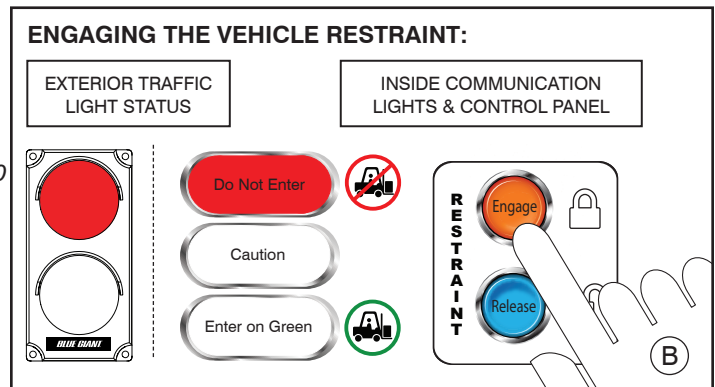 ENGAGING THE VEHICLE RESTRAINT:
EXTERIOR TRAFFIC
LIGHT STATUS
INSIDE COMMUNICATION
LIGHTS & CONTROL PANEL
Do Not Enter
Caution
Enter on Green
BLUE GIANT
RESTRAINT
Engage
Release
B